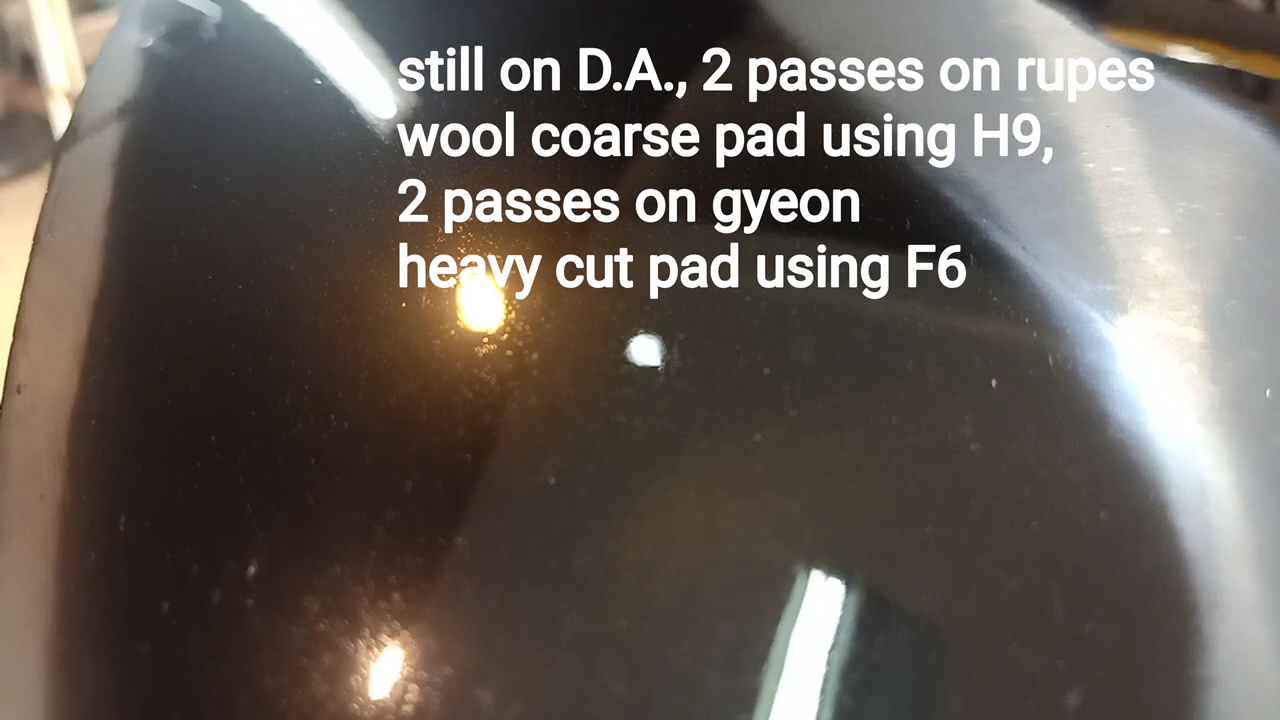 still on D.A., 2 passes on rupes
wool coarse pad using H9,
2 passes on gyeon
heavy cut pad using F6